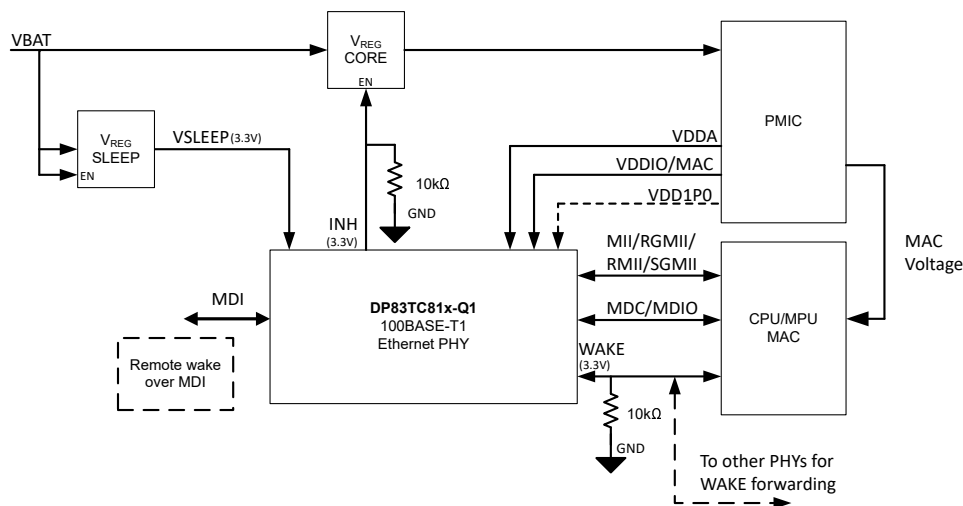 VBAT
VREG
CORE
EN
VREG
SLEEP
EN
VSLEEP(3.3V)
PMIC
VDDA
VDDIO/MAC
VDD1P0
10kΩ
GND
INH
(3.3V)
MAC
Voltage
MII/RGMII/
RMII/SGMII
MDI
DP83TC81x-Q1
100BASE-T1
Ethernet PHY
MDC/MDIO
CPU/MPU
MAC
WAKE
(3.3V)
Remote wake
over MDI
10kΩ
GND
To other PHYs for
WAKE forwarding